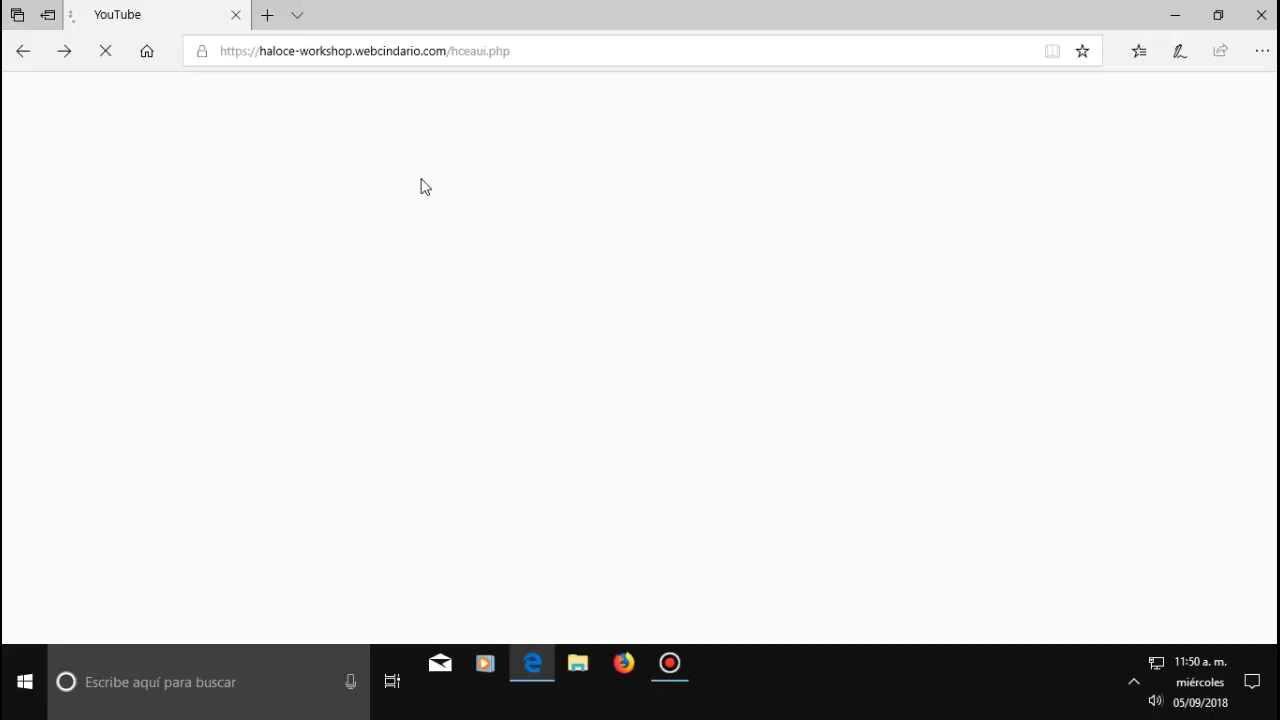 YouTube
https://haloce-workshop.webcindario.com/hceaui.php
Escribe aquí para buscar
11:50 a. m.
miércoles
05/09/2018